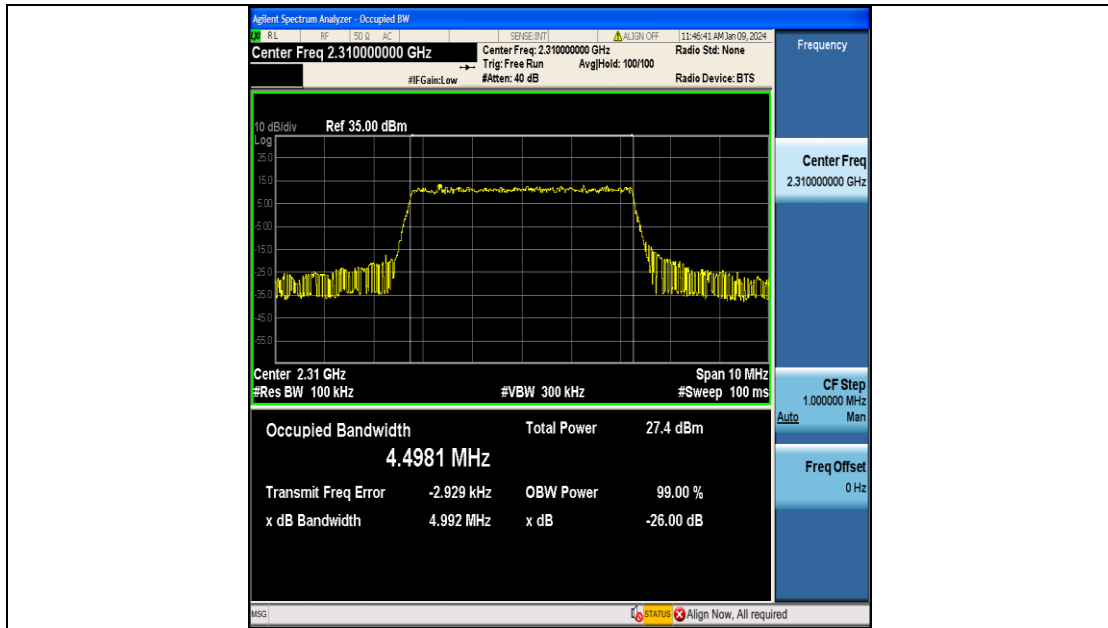 Agilent Spectrum Analyzer - Occupied BW
RL RF 50 Ω AC SENSE:INT ALIGN OFF 11:46:41 AM Jan 09, 2024
Center Freq 2.310000000 GHz
Center Freq: 2.310000000 GHz Radio Std: None
Trig: Free Run Avg|Hold: 100/100
#IFGain:Low #Atten: 40 dB Radio Device: BTS
10 dB/div Ref 35.00 dBm
Log
25.0
15.0
5.00
-5.00
-15.0
-25.0
-35.0
-45.0
-55.0
Center 2.31 GHz Span 10 MHz
#Res BW 100 kHz #VBW 300 kHz #Sweep 100 ms
Occupied Bandwidth Total Power 27.4 dBm
4.4981 MHz
Transmit Freq Error -2.929 kHz OBW Power 99.00 %
x dB Bandwidth 4.992 MHz x dB -26.00 dB
Frequency
Center Freq
2.310000000 GHz
CF Step
1.000000 MHz
Auto Man
Freq Offset
0 Hz
MSG STATUS Align Now, All required